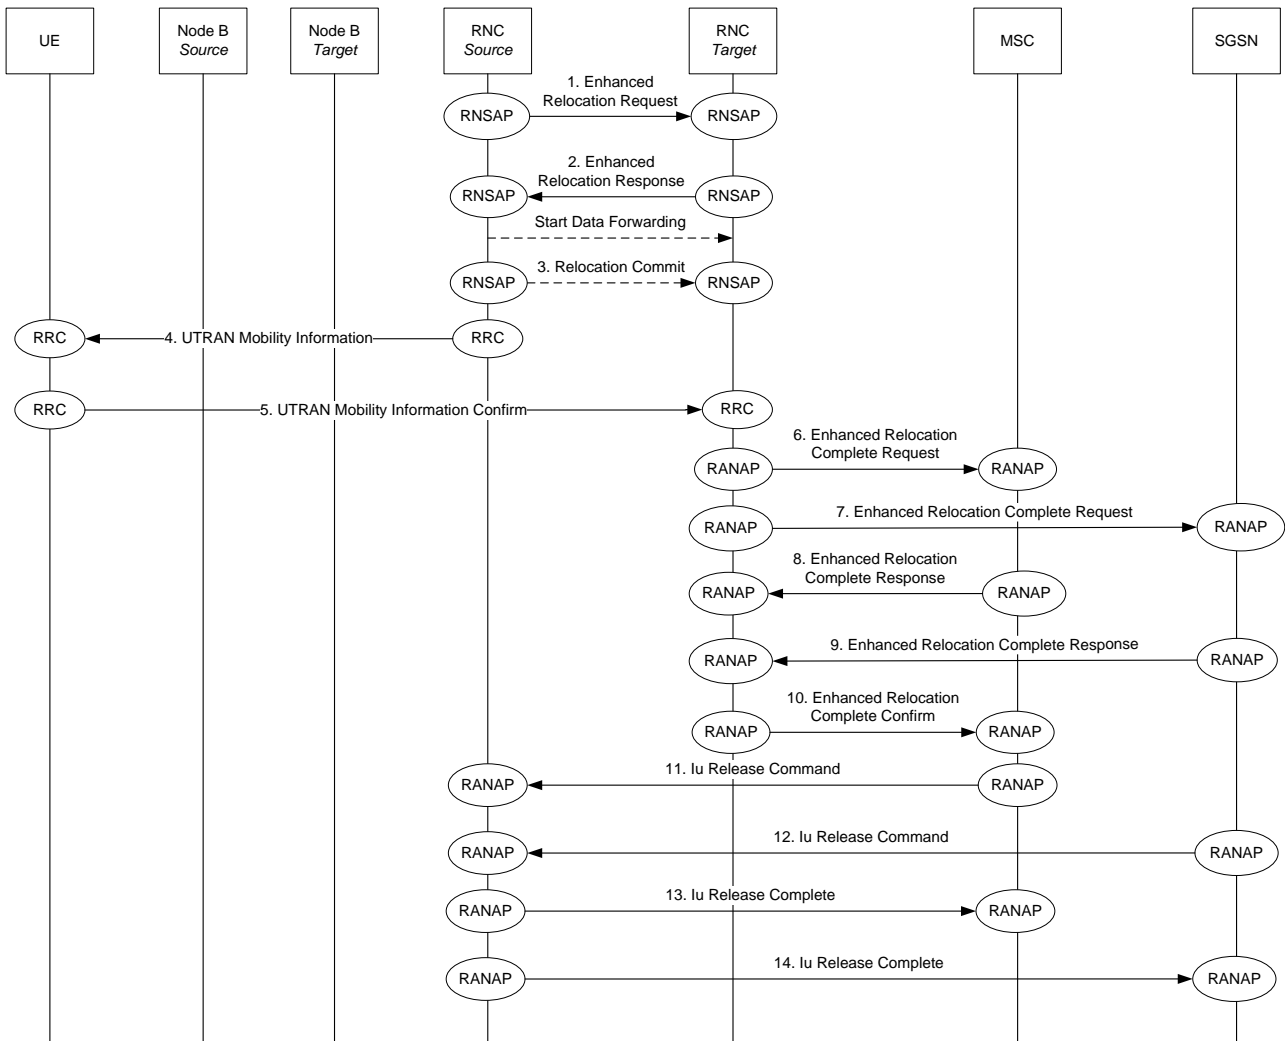 UE
Node B
Source
Node B
Target
RNC
Source
RNC
Target
MSC
SGSN
1. Enhanced
Relocation Request
RNSAP
RNSAP
2. Enhanced
Relocation Response
RNSAP
RNSAP
Start Data Forwarding
3. Relocation Commit
RNSAP
RNSAP
RRC
4. UTRAN Mobility Information
RRC
RRC
5. UTRAN Mobility Information Confirm
RRC
6. Enhanced Relocation
Complete Request
RANAP
RANAP
7. Enhanced Relocation Complete Request
RANAP
RANAP
8. Enhanced Relocation
Complete Response
RANAP
RANAP
9. Enhanced Relocation Complete Response
RANAP
RANAP
10. Enhanced Relocation
Complete Confirm
RANAP
RANAP
11. Iu Release Command
RANAP
RANAP
12. Iu Release Command
RANAP
RANAP
13. Iu Release Complete
RANAP
RANAP
14. Iu Release Complete
RANAP
RANAP